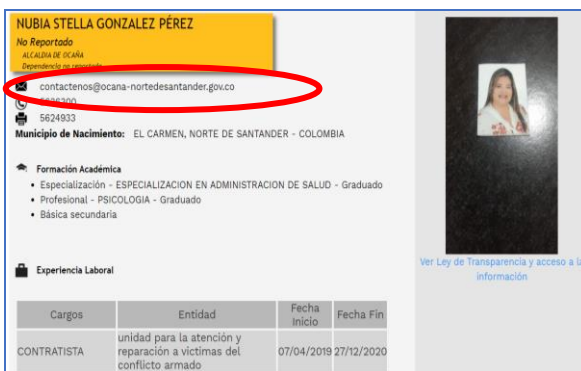 NUBIA STELLA GONZALEZ PÉREZ
No Reportado
ALCALDIA DE OCAÑA
Dependencia no reportada
contactenos@ocana-nortedesantander.gov.co
5624933
Municipio de Nacimiento: EL CARMEN, NORTE DE SANTANDER - COLOMBIA
Formación Académica
• Especialización - ESPECIALIZACION EN ADMINISTRACION DE SALUD - Graduado
• Profesional - PSICOLOGIA - Graduado
• Básica secundaria
Ver Ley de Transparencia y acceso a la
información
Experiencia Laboral
Cargos Entidad Fecha Inicio Fecha Fin
CONTRATISTA unidad para la atención y
reparación a victimas del
conflicto armado
07/04/2019 27/12/2020